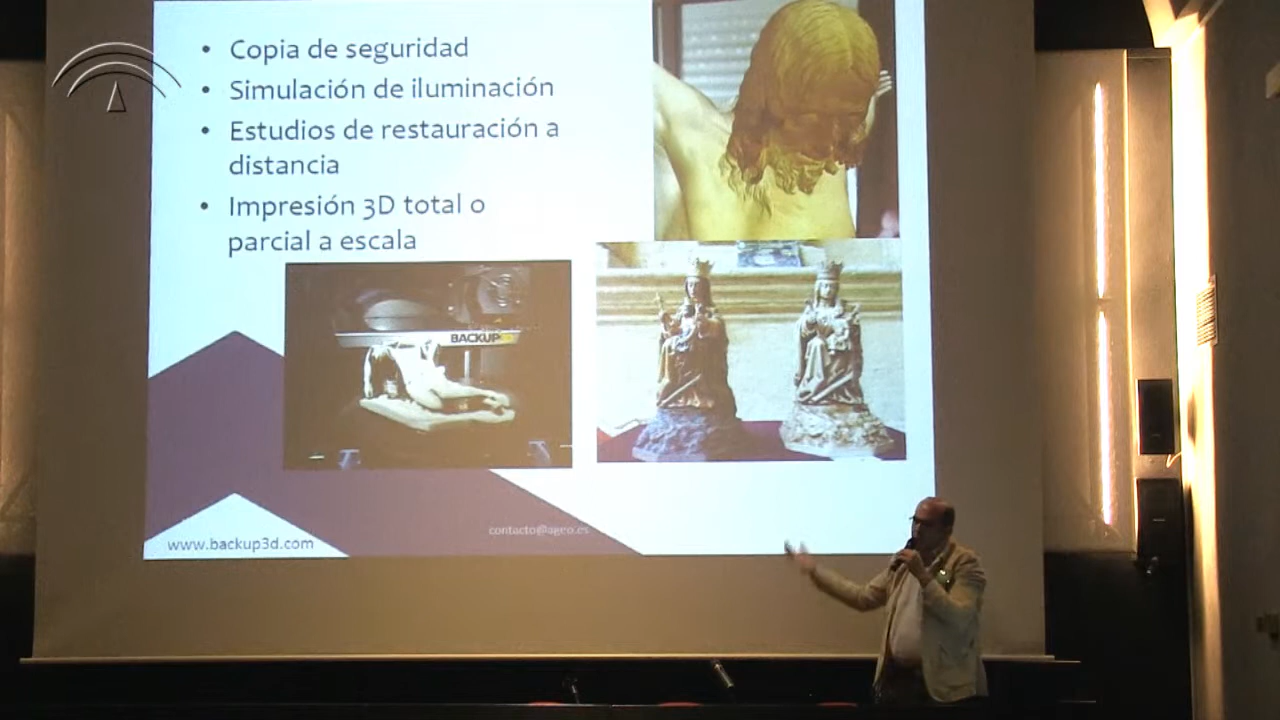 • Copia de seguridad
• Simulación de iluminación
• Estudios de restauración a
distancia
• Impresión 3D total o
parcial a escala
BACKUP3D
contacto@ageo.es
www.backup3d.com